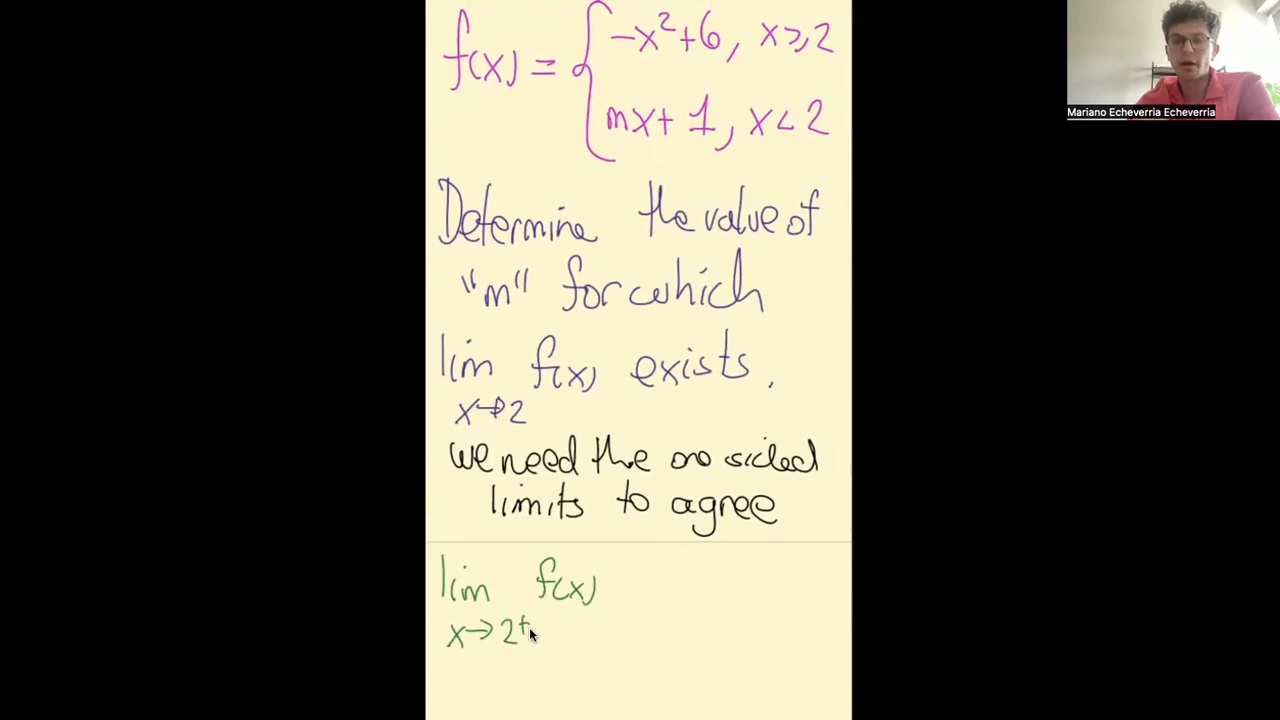 f(x) = { -x²+6, x≥2
mx+1, x<2
Determine the value of
"m" for which
lim f(x) exists.
x→2
we need the one sided
limits to agree
lim f(x)
x→2⁺
Mariano Echeverria Echeverria